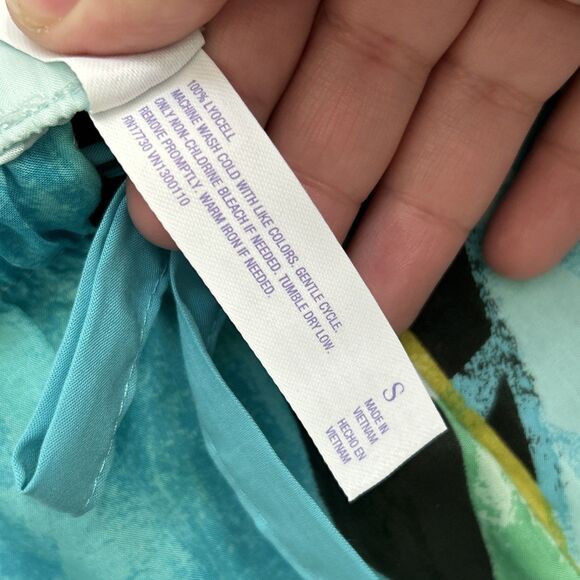 100% LYOCELL
MACHINE WASH COLD WITH LIKE COLORS. GENTLE CYCLE.
ONLY NON-CHLORINE BLEACH IF NEEDED. TUMBLE DRY LOW.
REMOVE PROMPTLY. WARM IRON IF NEEDED.
RN17730 VN1300110
S
MADE IN
VIETNAM
HECHO EN
VIETNAM